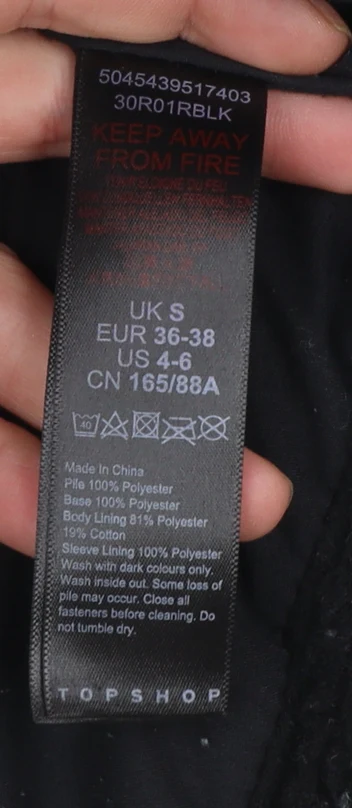 5045439517403
30R01RBLK
KEEP AWAY
FROM FIRE
UK S
EUR 36-38
US 4-6
CN 165/88A
40
Made In China
Pile 100% Polyester
Base 100% Polyester
Body Lining 81% Polyester
19% Cotton
Sleeve Lining 100% Polyester
Wash with dark colours only.
Wash inside out. Some loss of
pile may occur. Close all
fasteners before cleaning. Do
not tumble dry.
TOPSHOP